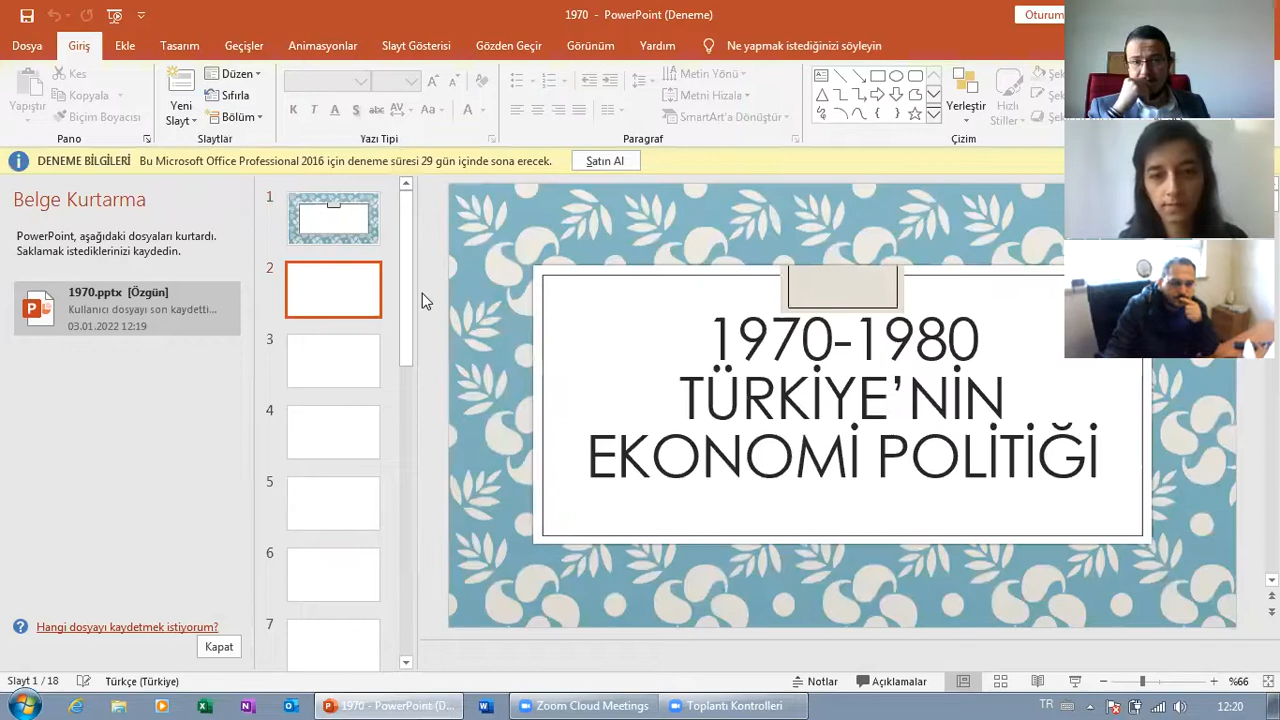 1970 - PowerPoint (Deneme)
Oturum
Dosya Giriş Ekle Tasarım Geçişler Animasyonlar Slayt Gösterisi Gözden Geçir Görünüm Yardım Ne yapmak istediğinizi söyleyin
Yapıştır
Kes
Kopyala
Biçim Boyacısı
Yeni
Slayt
Düzen
Sıfırla
Bölüm
K T A S abc AV Aa A
Metin Yönü
Metni Hizala
SmartArt'a Dönüştür
Yerleştir
Hızlı
Stiller
Pano Slaytlar Yazı Tipi Paragraf Çizim
DENEME BİLGİLERİ Bu Microsoft Office Professional 2016 için deneme süresi 29 gün içinde sona erecek. Satın Al
Belge Kurtarma
PowerPoint, aşağıdaki dosyaları kurtardı.
Saklamak istediklerinizi kaydedin.
1970.pptx [Özgün]
Kullanıcı dosyayı son kaydetti...
03.01.2022 12:19
Hangi dosyayı kaydetmek istiyorum?
Kapat
1
2
3
4
5
6
7
1970-1980
TÜRKİYE’NİN
EKONOMİ POLİTİĞİ
Slayt 1 / 18 Türkçe (Türkiye) Notlar Açıklamalar %66
1970 - PowerPoint (D... Zoom Cloud Meetings Toplantı Kontrolleri TR 12:20